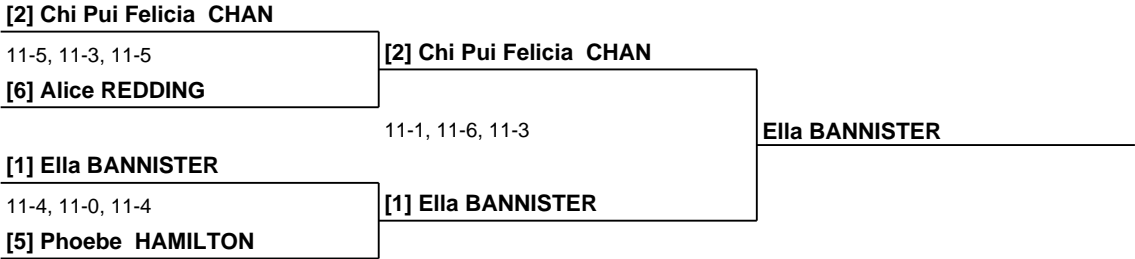 [2] Chi Pui Felicia  CHAN
11-5, 11-3, 11-5
[2] Chi Pui Felicia  CHAN
[6] Alice REDDING
11-1, 11-6, 11-3
Ella BANNISTER
[1] Ella BANNISTER
11-4, 11-0, 11-4
[1] Ella BANNISTER
[5] Phoebe  HAMILTON